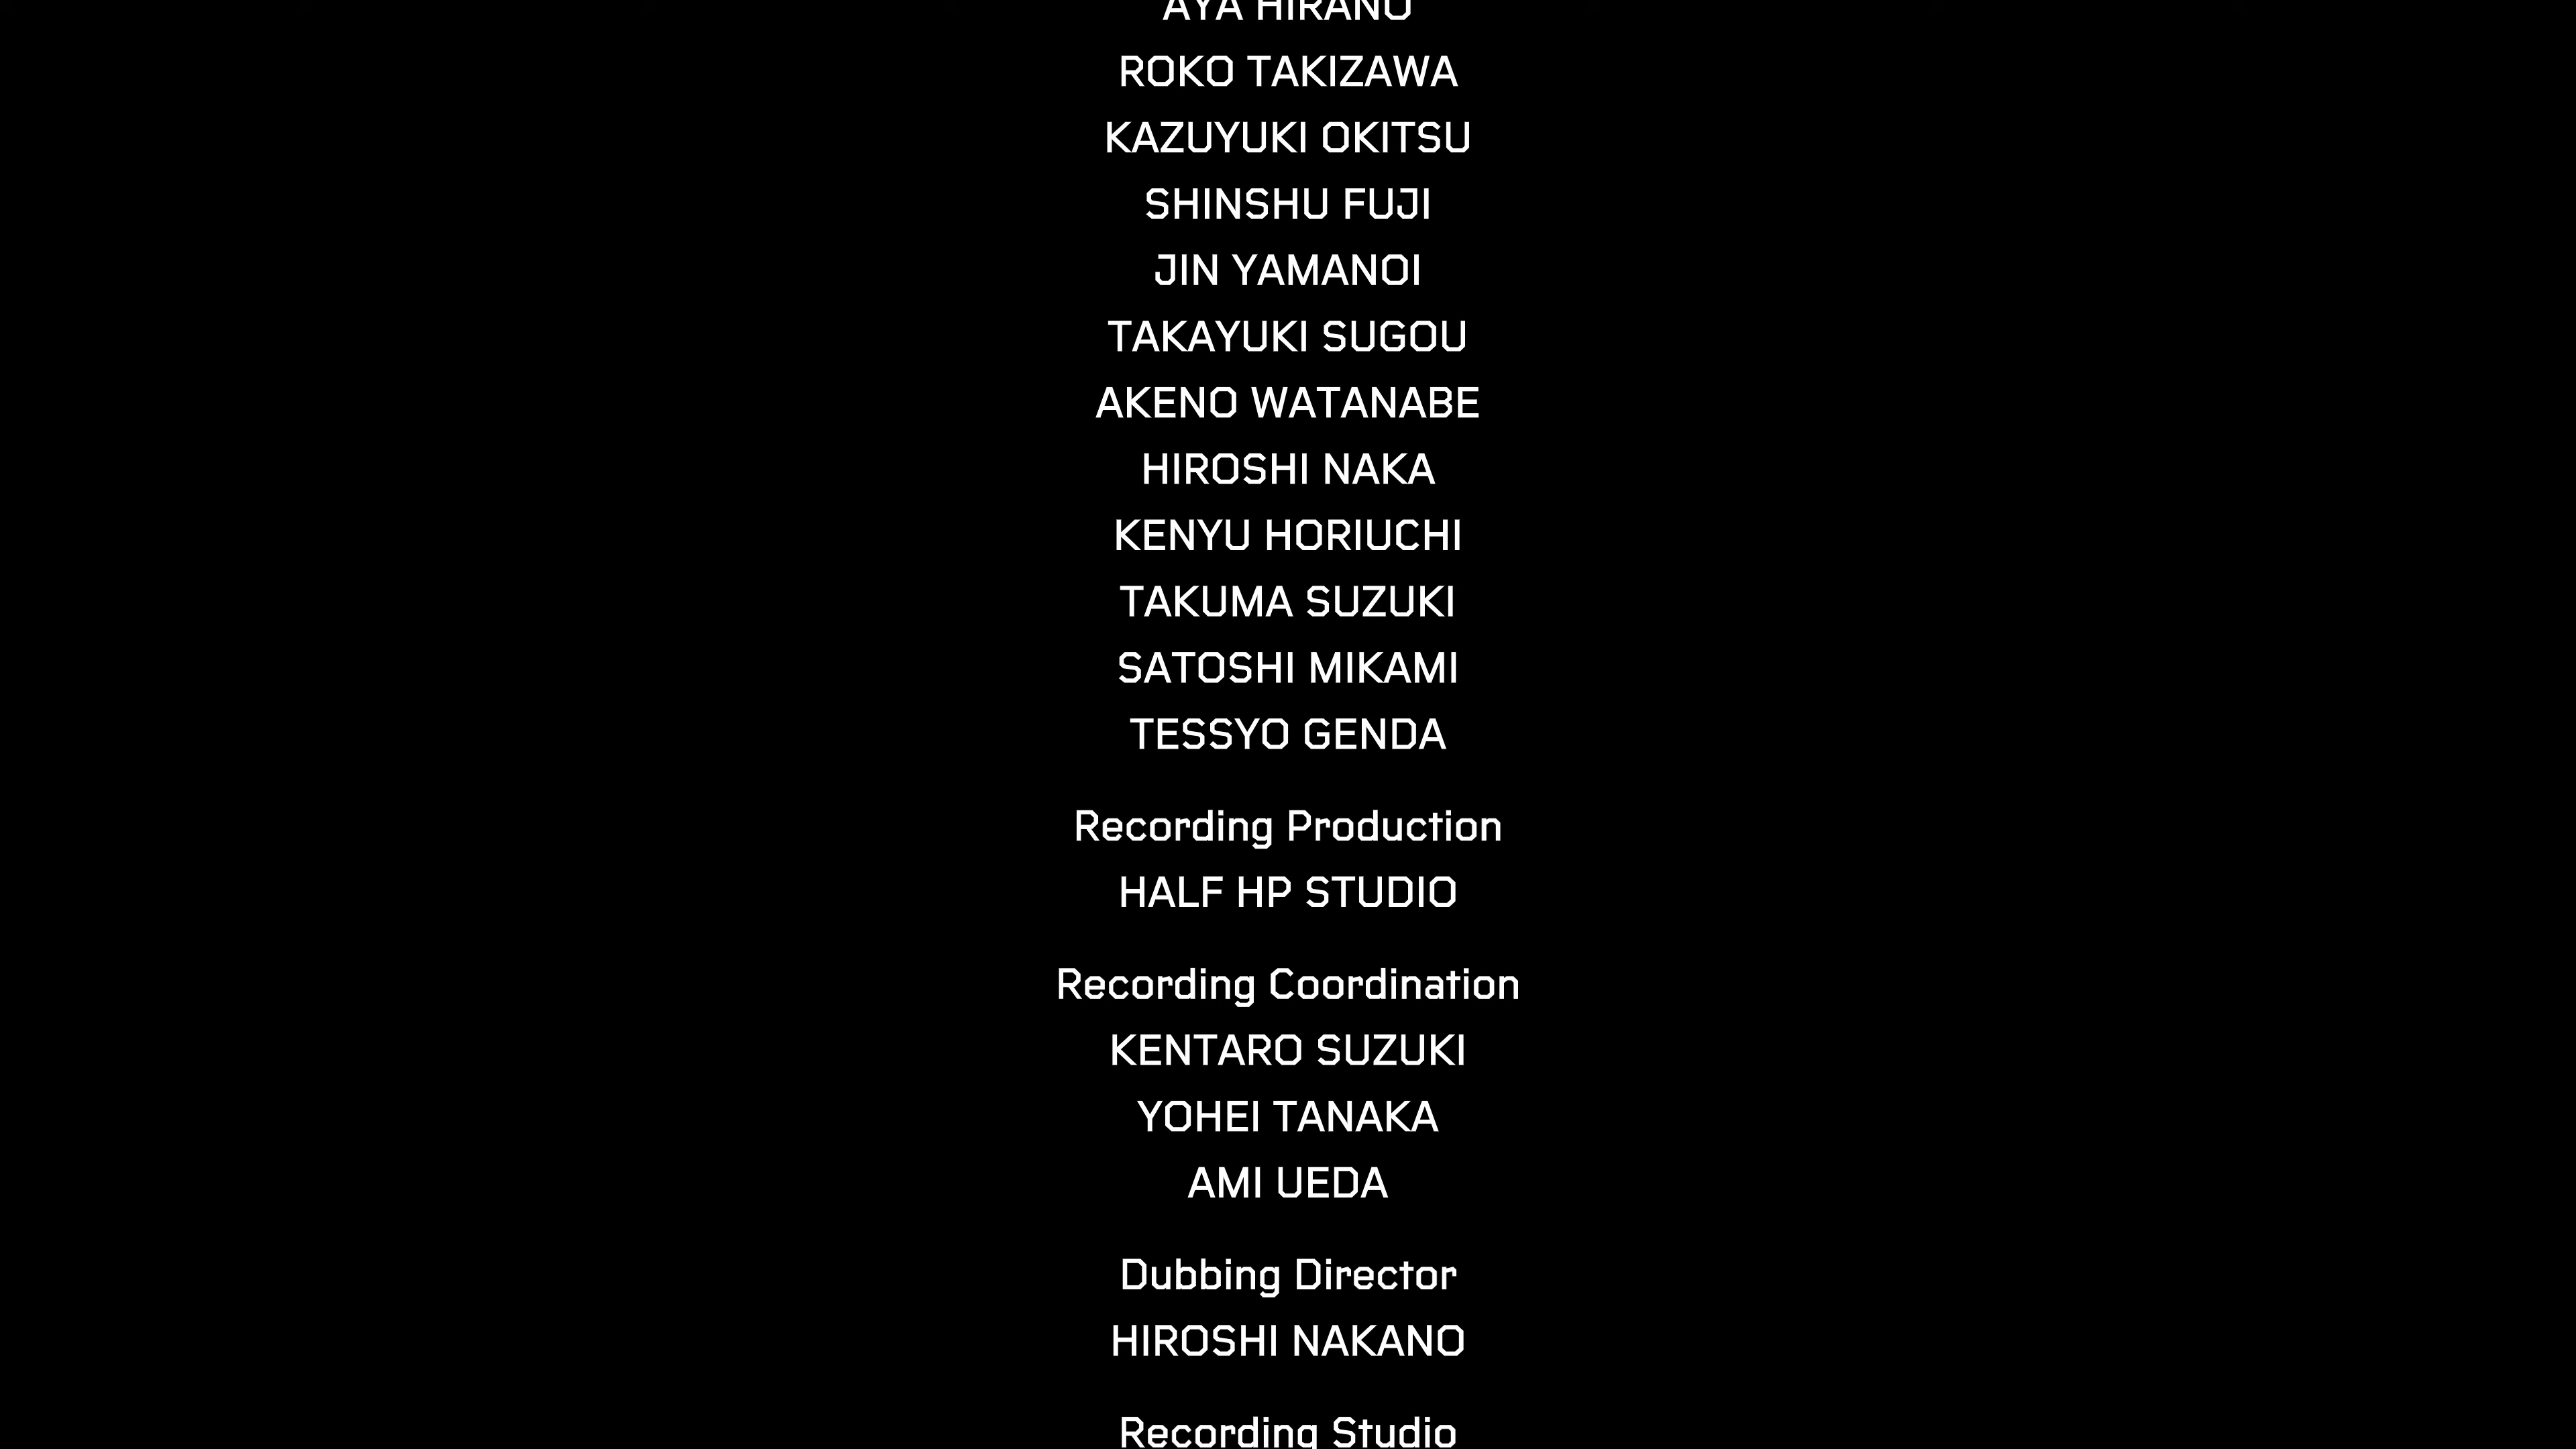 AYA HIRANO
ROKO TAKIZAWA
KAZUYUKI OKITSU
SHINSHU FUJI
JIN YAMANOI
TAKAYUKI SUGOU
AKENO WATANABE
HIROSHI NAKA
KENYU HORIUCHI
TAKUMA SUZUKI
SATOSHI MIKAMI
TESSYO GENDA
Recording Production
HALF HP STUDIO
Recording Coordination
KENTARO SUZUKI
YOHEI TANAKA
AMI UEDA
Dubbing Director
HIROSHI NAKANO
Recording Studio